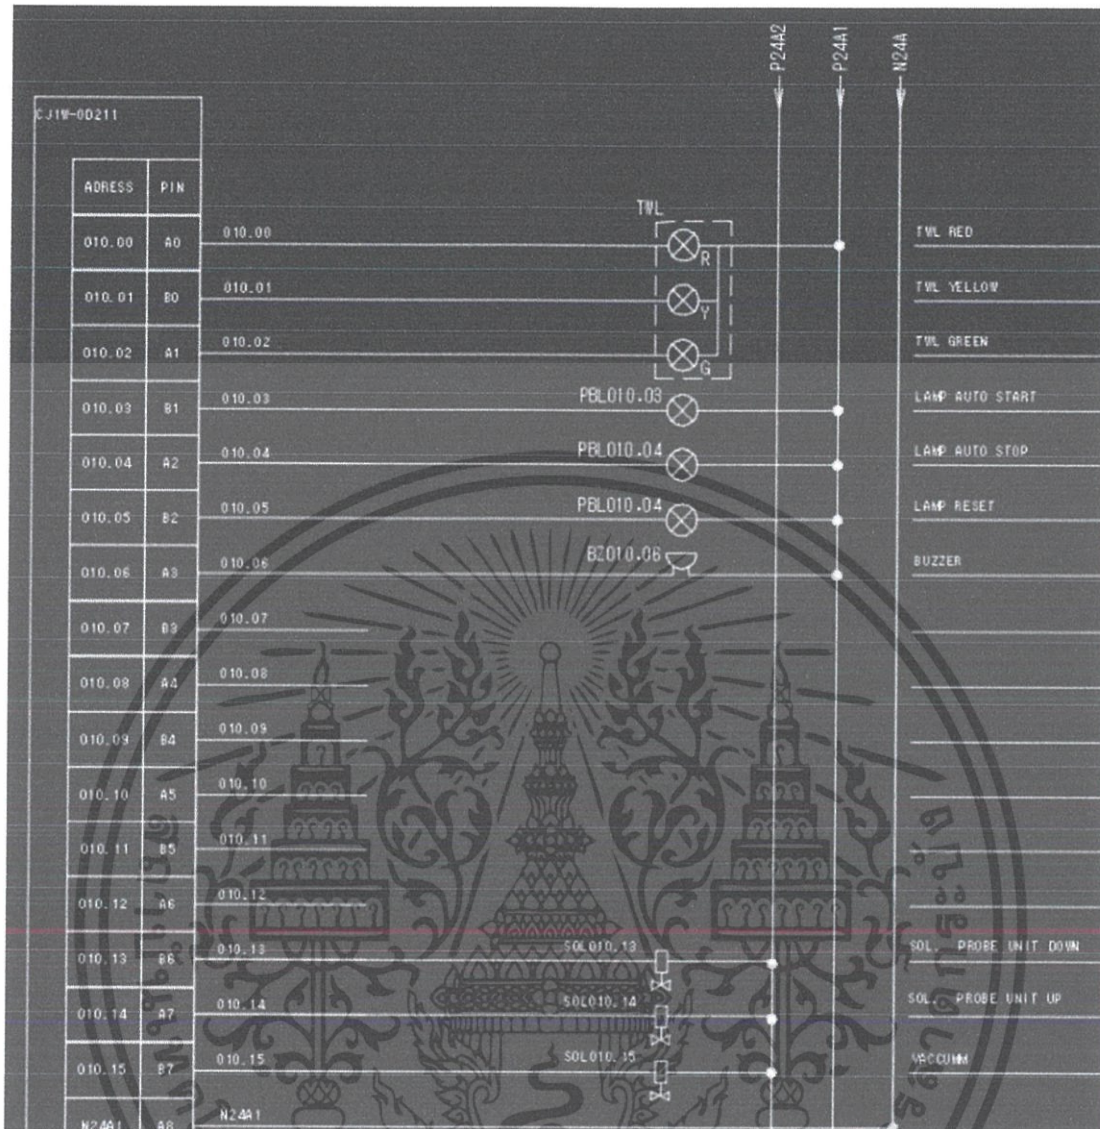 P24A2 P24A1 N24A
CJ1W-OD211
ADRESS PIN
TWL
010.00 A0 010.00 R TWL RED
010.01 B0 010.01 Y TWL YELLOW
010.02 A1 010.02 G TWL GREEN
010.03 B1 010.03 PBL010.03 LAMP AUTO START
010.04 A2 010.04 PBL010.04 LAMP AUTO STOP
010.05 B2 010.05 PBL010.04 LAMP RESET
010.06 A3 010.06 BZ010.06 BUZZER
010.07 B3 010.07
010.08 A4 010.08
010.09 B4 010.09
010.10 A5 010.10
010.11 B5 010.11
010.12 A6 010.12
010.13 B6 010.13 SOL010.13 SOL. PROBE UNIT DOWN
010.14 A7 010.14 SOL010.14 SOL. PROBE UNIT UP
010.15 B7 010.15 SOL010.15 VACCUMM
N24A1 A8 N24A1